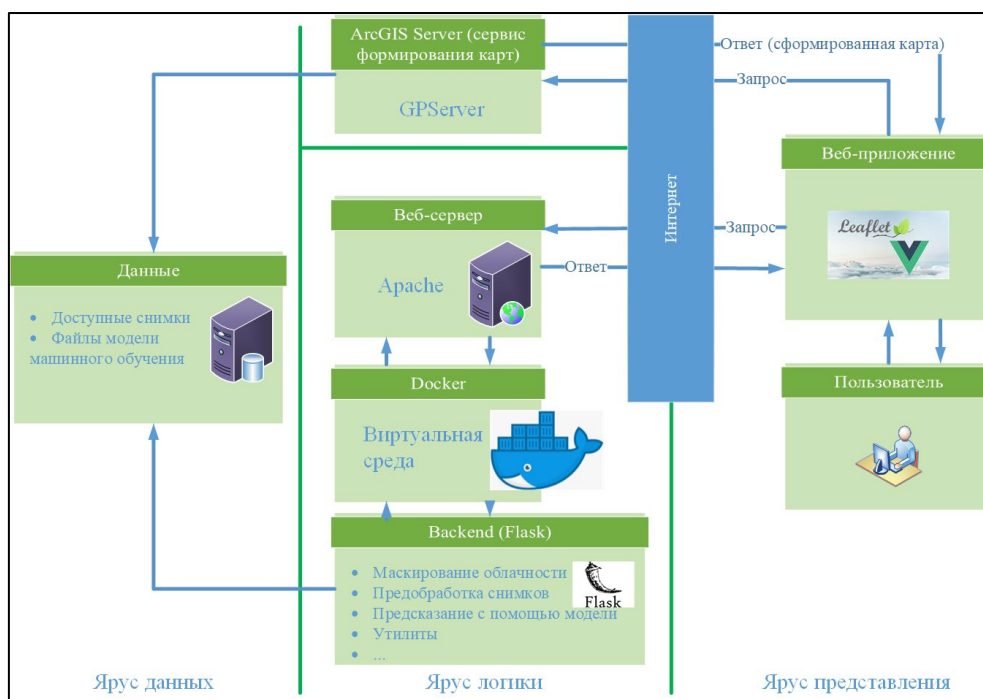 ArcGIS Server (сервис
формирования карт)
GPServer
Интернет
Ответ (сформированная карта)
Запрос
Веб-приложение
Leaflet
Запрос
Ответ
Веб-сервер
Apache
Данные
• Доступные снимки
• Файлы модели
машинного обучения
Docker
Виртуальная
среда
Пользователь
Backend (Flask)
• Маскирование облачности
• Предобработка снимков
• Предсказание с помощью модели
• Утилиты
• ...
Flask
Ярус данных
Ярус логики
Ярус представления